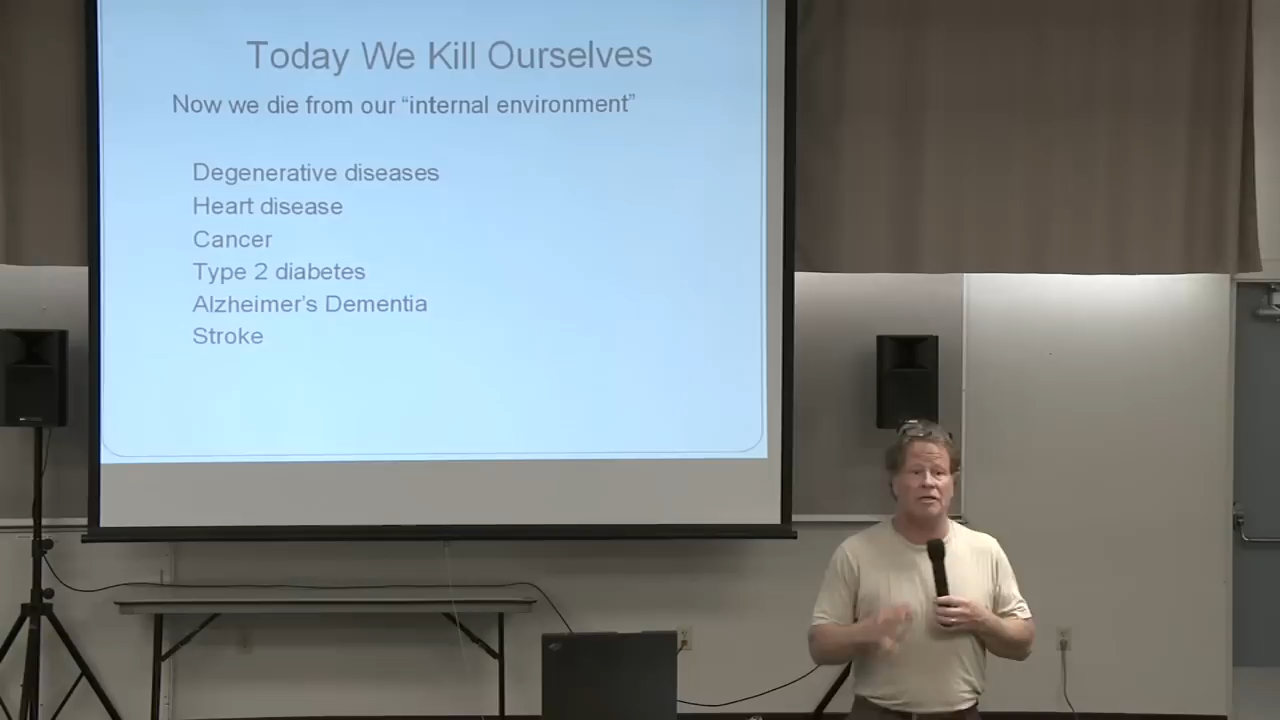 Today We Kill Ourselves
Now we die from our “internal environment”
Degenerative diseases
Heart disease
Cancer
Type 2 diabetes
Alzheimer’s Dementia
Stroke